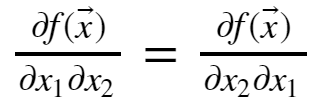 ∂f(x⃗)/∂x₁∂x₂ = ∂f(x⃗)/∂x₂∂x₁